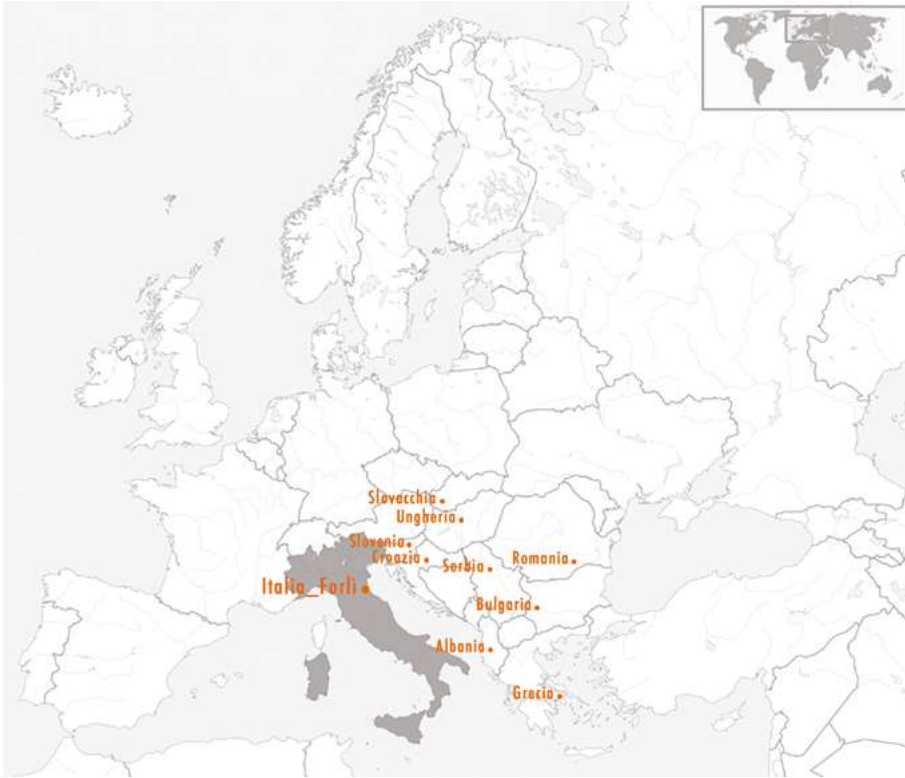 Slovacchia
Ungheria
Slovenia
Croazia
Serbia
Romania
Italia_Forlì
Bulgaria
Albania
Grecia